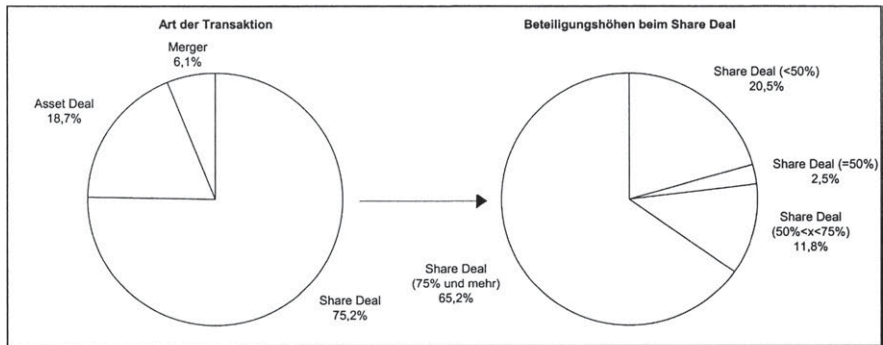 Art der Transaktion
Merger
6,1%
Asset Deal
18,7%
Share Deal
75,2%
Beteiligungshöhen beim Share Deal
Share Deal (<50%)
20,5%
Share Deal (=50%)
2,5%
Share Deal
(50%<x<75%)
11,8%
Share Deal
(75% und mehr)
65,2%